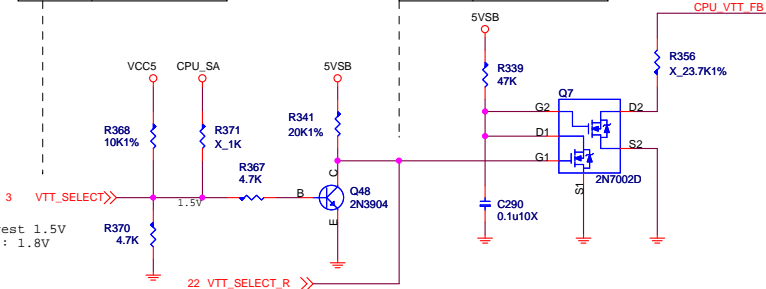 CPU_VTT_FB
5VSB
VCC5 CPU_SA 5VSB
R339
47K
R356
X_23.7K1%
Q7
G2 D2
R368
10K1%
R371
X_1K
R341
20K1%
D1
S2
G1
R367
4.7K
C
2N7002D
S1
3 VTT_SELECT
1.5V
B
Q48
2N3904
C290
0.1u10X
E
est 1.5V
: 1.8V
R370
4.7K
22 VTT_SELECT_R